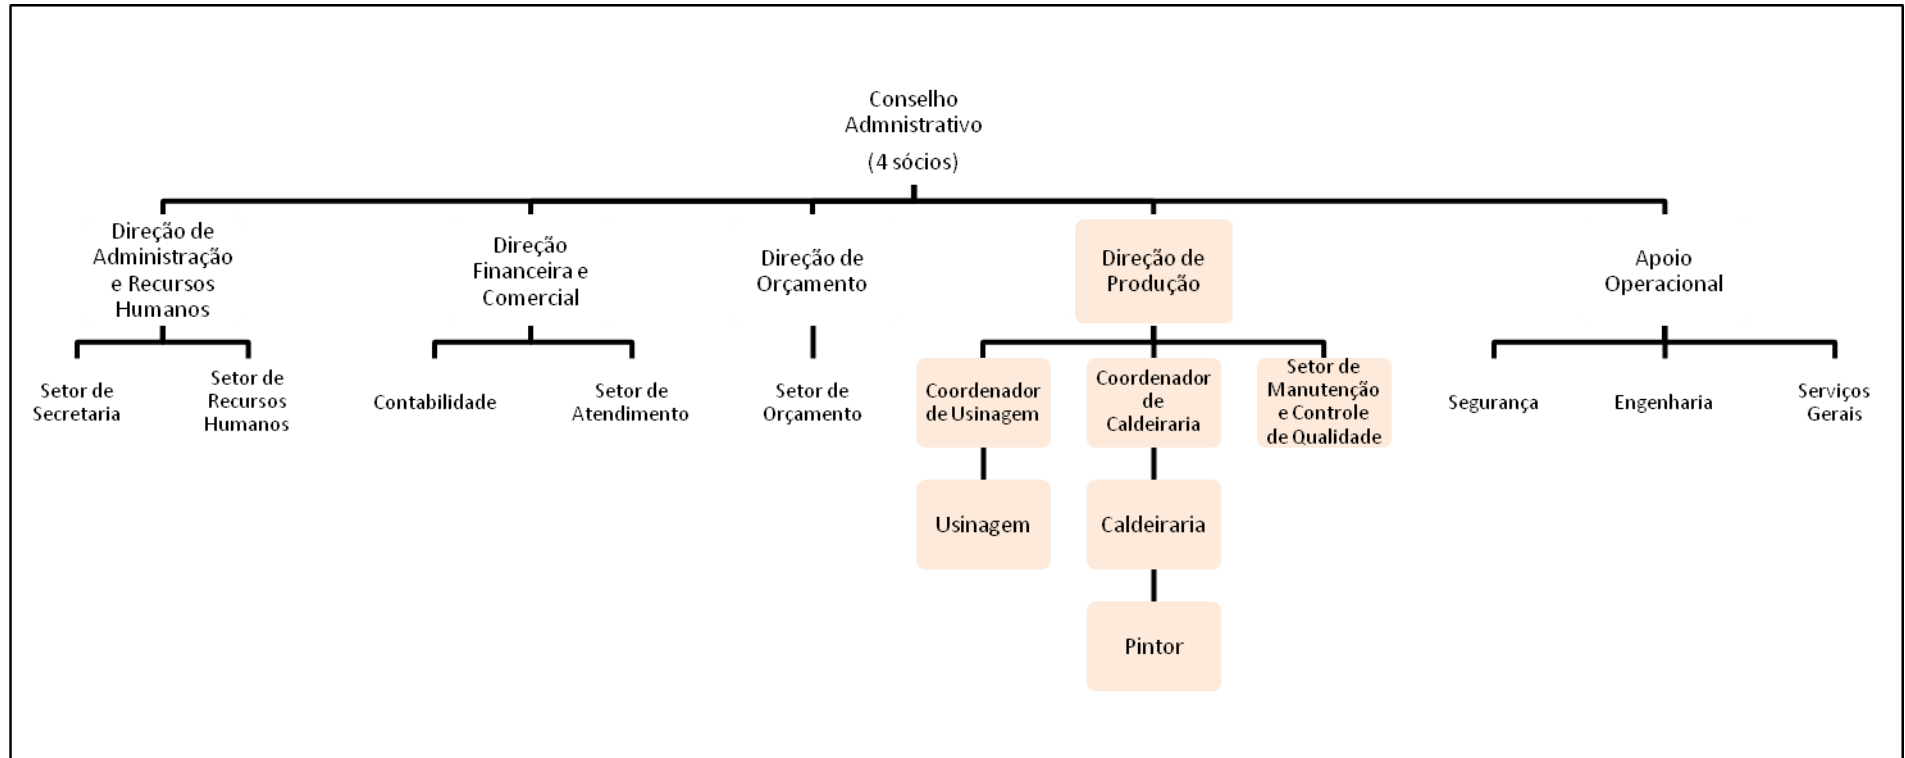 Conselho
Admnistrativo
(4 sócios)
Direção de
Administração
e Recursos
Humanos
Direção
Financeira e
Comercial
Direção de
Orçamento
Direção de
Produção
Apoio
Operacional
Setor de
Secretaria
Setor de
Recursos
Humanos
Contabilidade
Setor de
Atendimento
Setor de
Orçamento
Coordenador
de Usinagem
Coordenador
de
Caldeiraria
Setor de
Manutenção
e Controle
de Qualidade
Segurança
Engenharia
Serviços
Gerais
Usinagem
Caldeiraria
Pintor